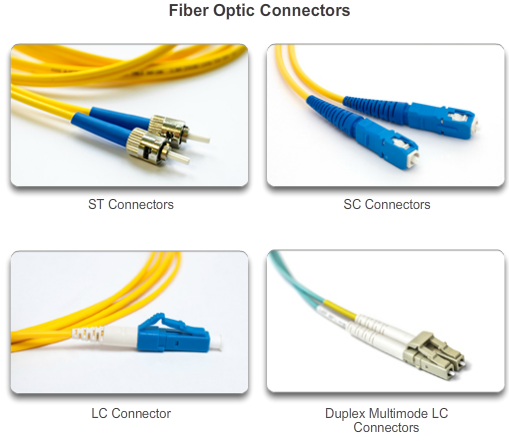 Fiber Optic Connectors
ST Connectors
SC Connectors
LC Connector
Duplex Multimode LC
Connectors